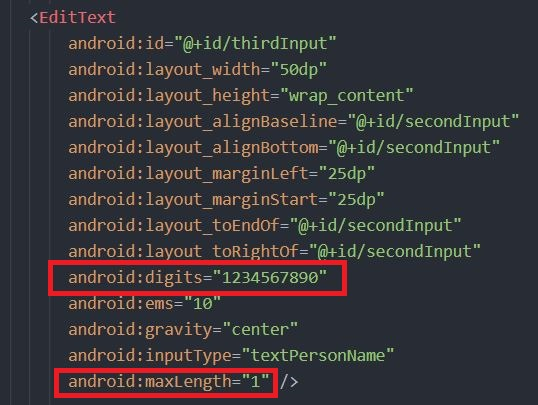 <EditText
android:id="@+id/thirdInput"
android:layout_width="50dp"
android:layout_height="wrap_content"
android:layout_alignBaseline="@+id/secondInput"
android:layout_alignBottom="@+id/secondInput"
android:layout_marginLeft="25dp"
android:layout_marginStart="25dp"
android:layout_toEndOf="@+id/secondInput"
android:layout_toRightOf="@+id/secondInput"
android:digits="1234567890"
android:ems="10"
android:gravity="center"
android:inputType="textPersonName"
android:maxLength="1" />